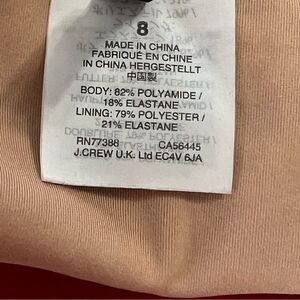 8
MADE IN CHINA
FABRIQUÉ EN CHINE
IN CHINA HERGESTELLT
中国製
BODY: 82% POLYAMIDE /
18% ELASTANE
LINING: 79% POLYESTER /
21% ELASTANE
RN77388 CA56445
J.CREW U.K. Ltd EC4V 6JA